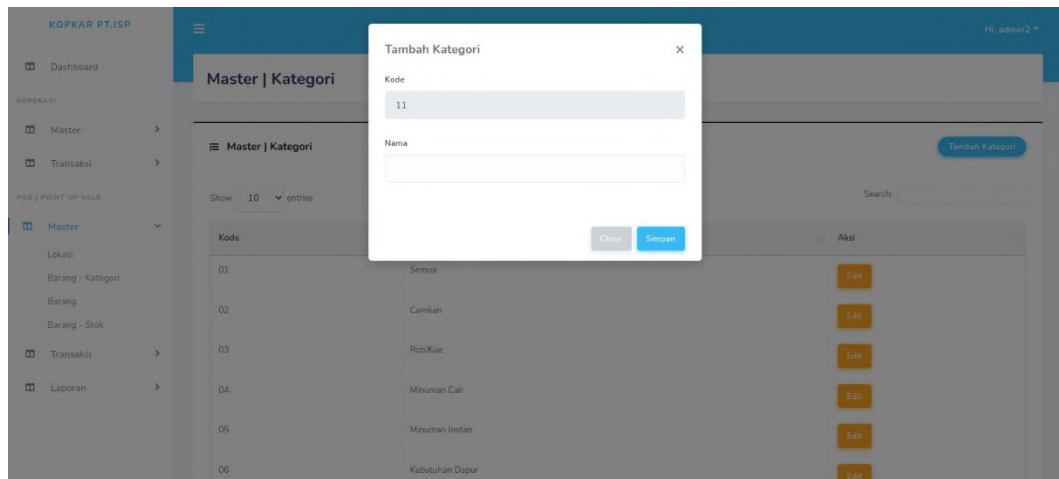 KOPKAR PT.ISP
Hi, admin2
Dashboard
KOPERASI
Master
Transaksi
POS | POINT OF SALE
Master
Lokasi
Barang - Kategori
Barang
Barang - Stok
Transaksi
Laporan
Master | Kategori
Master | Kategori
Tambah Kategori
Show 10 entries
Search:
Kode
Aksi
01 Semua Edit
02 Camilan Edit
03 Roti/Kue Edit
04 Minuman Cair Edit
05 Minuman Instan Edit
06 Kebutuhan Dapur Edit
Tambah Kategori ×
Kode
11
Nama
Close Simpan